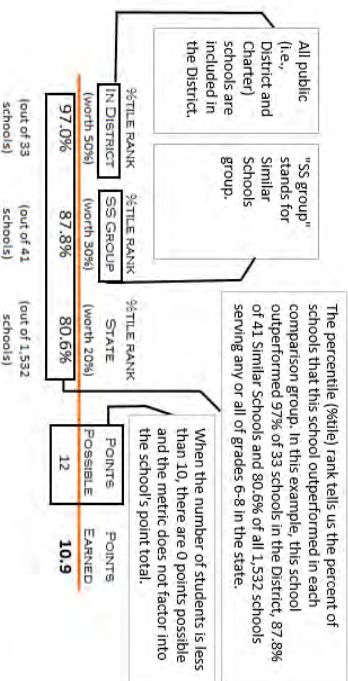 All public
(i.e.,
District and
Charter)
schools are
included in
the District.
"SS group"
stands for
Similar
Schools
group.
The percentile (%tile) rank tells us the percent of
schools that this school outperformed in each
comparison group. In this example, this school
outperformed 97% of 33 schools in the District, 87.8%
of 41 Similar Schools and 80.6% of all 1,532 schools
serving any or all of grades 6-8 in the state.
When the number of students is less
than 10, there are 0 points possible
and the metric does not factor into
the school's point total.
%TILE RANK %TILE RANK %TILE RANK
IN DISTRICT SS GROUP STATE POINTS POINTS
(worth 50%) (worth 30%) (worth 20%) POSSIBLE EARNED
97.0% 87.8% 80.6% 12 10.9
(out of 33 (out of 41 (out of 1,532
schools) schools) schools)